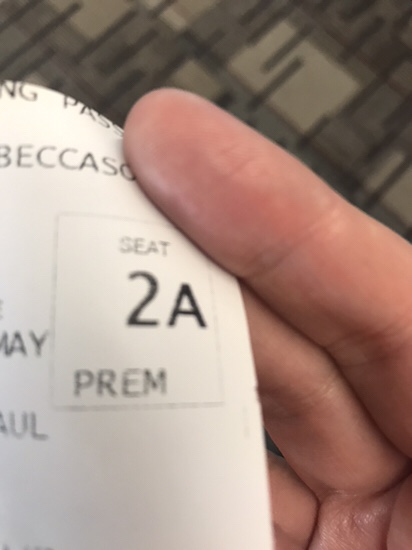 NG PASS
BECCASO
SEAT
2A
MAY
PREM
AUL